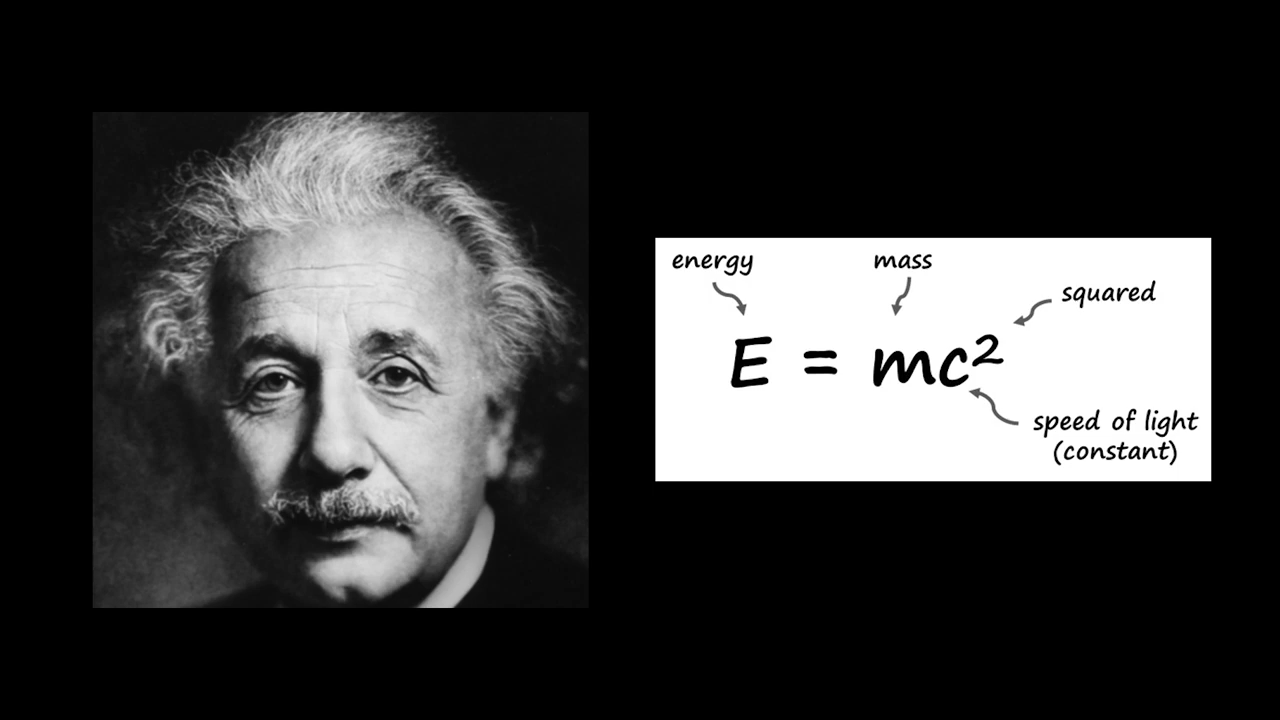 energy
mass
squared
E = mc²
speed of light
(constant)